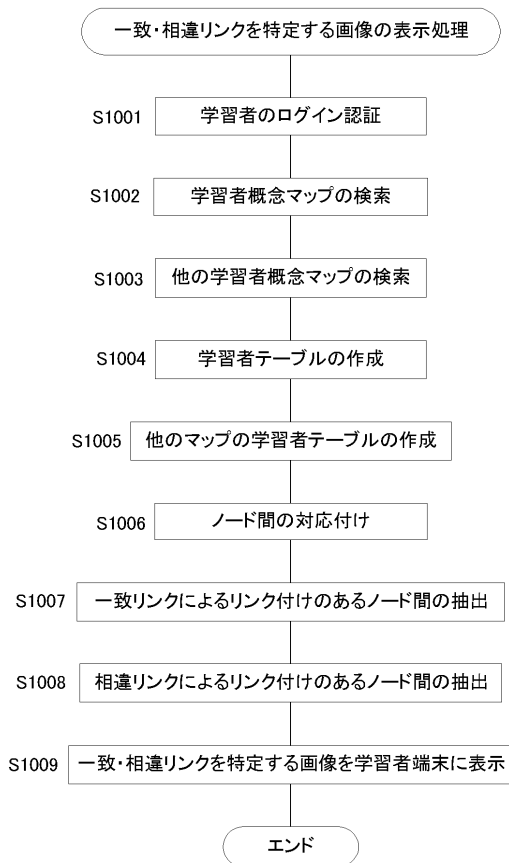 一致・相違リンクを特定する画像の表示処理
S1001 学習者のログイン認証
S1002 学習者概念マップの検索
S1003 他の学習者概念マップの検索
S1004 学習者テーブルの作成
S1005 他のマップの学習者テーブルの作成
S1006 ノード間の対応付け
S1007 一致リンクによるリンク付けのあるノード間の抽出
S1008 相違リンクによるリンク付けのあるノード間の抽出
S1009 一致・相違リンクを特定する画像を学習者端末に表示
エンド